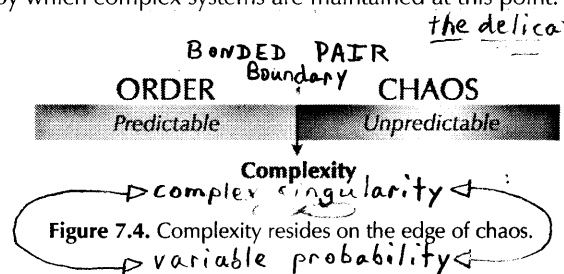 by which complex systems are maintained at this point.
the delica
BONDED PAIR
Boundary
ORDER CHAOS
Predictable Unpredictable
Complexity
complex singularity
Figure 7.4. Complexity resides on the edge of chaos.
variable probability